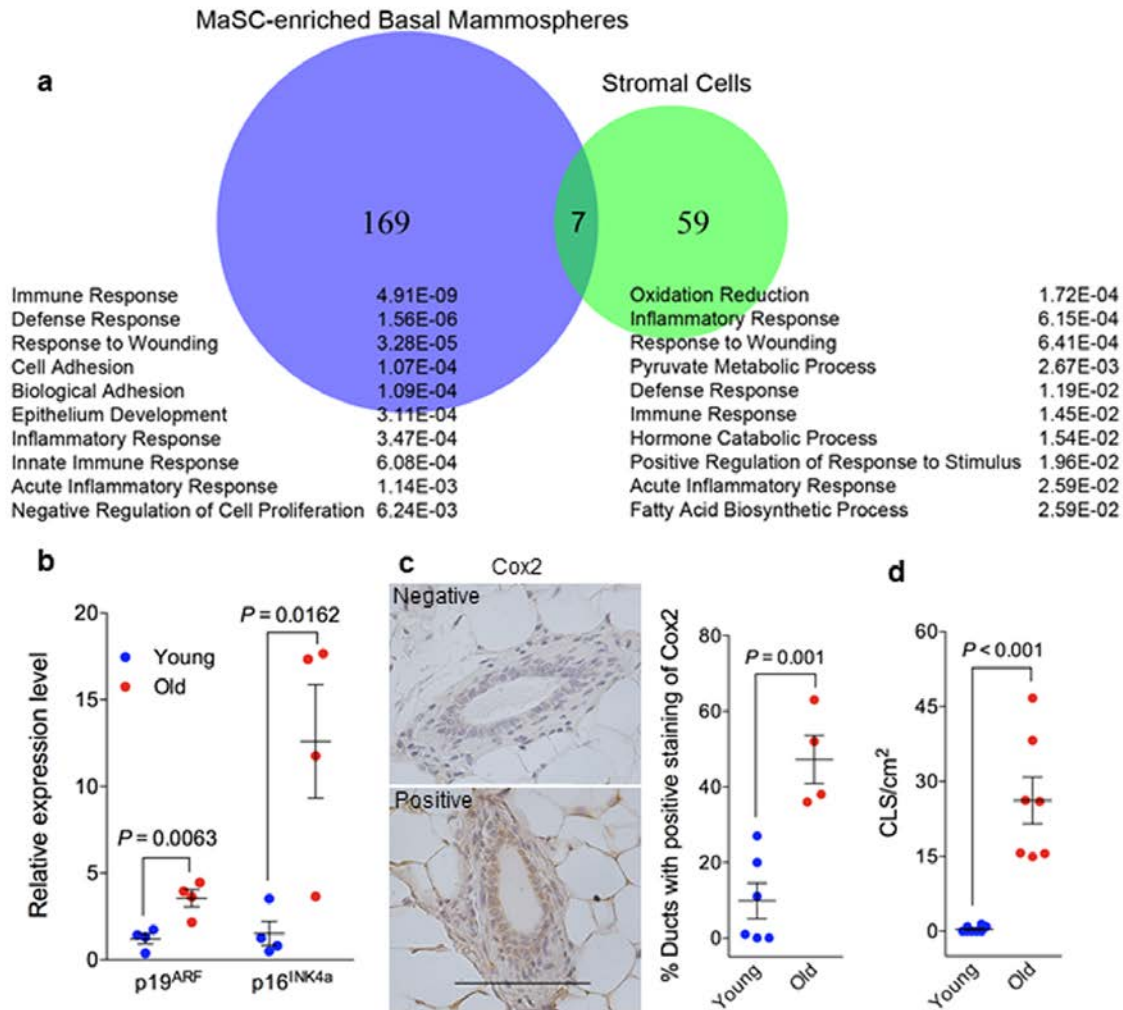 MaSC-enriched Basal Mammospheres
a
Stromal Cells
169
7
59
Immune Response 4.91E-09
Defense Response 1.56E-06
Response to Wounding 3.28E-05
Cell Adhesion 1.07E-04
Biological Adhesion 1.09E-04
Epithelium Development 3.11E-04
Inflammatory Response 3.47E-04
Innate Immune Response 6.08E-04
Acute Inflammatory Response 1.14E-03
Negative Regulation of Cell Proliferation 6.24E-03
Oxidation Reduction 1.72E-04
Inflammatory Response 6.15E-04
Response to Wounding 6.41E-04
Pyruvate Metabolic Process 2.67E-03
Defense Response 1.19E-02
Immune Response 1.45E-02
Hormone Catabolic Process 1.54E-02
Positive Regulation of Response to Stimulus 1.96E-02
Acute Inflammatory Response 2.59E-02
Fatty Acid Biosynthetic Process 2.59E-02
b
Relative expression level
20
15
10
5
0
P = 0.0162
Young
Old
P = 0.0063
p19ARF
p16INK4a
c
Cox2
Negative
Positive
% Ducts with positive staining of Cox2
80
60
40
20
0
P = 0.001
Young
Old
d
CLS/cm²
60
45
30
15
0
P < 0.001
Young
Old